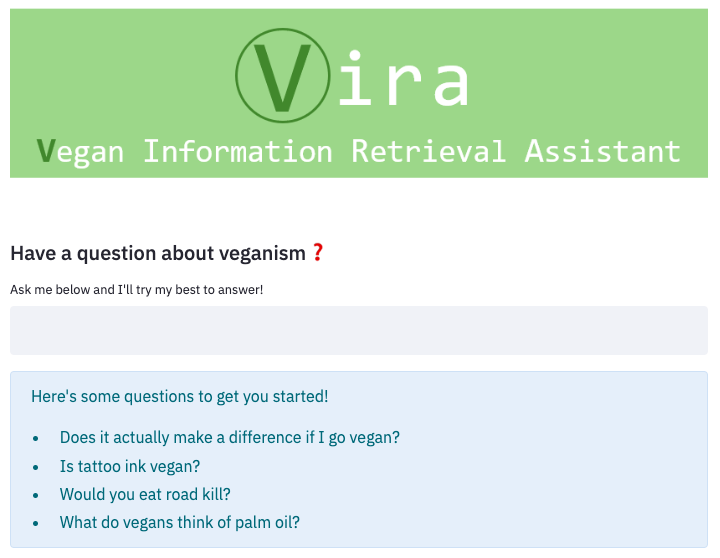 Vira
Vegan Information Retrieval Assistant
Have a question about veganism ❓
Ask me below and I'll try my best to answer!
Here's some questions to get you started!
• Does it actually make a difference if I go vegan?
• Is tattoo ink vegan?
• Would you eat road kill?
• What do vegans think of palm oil?